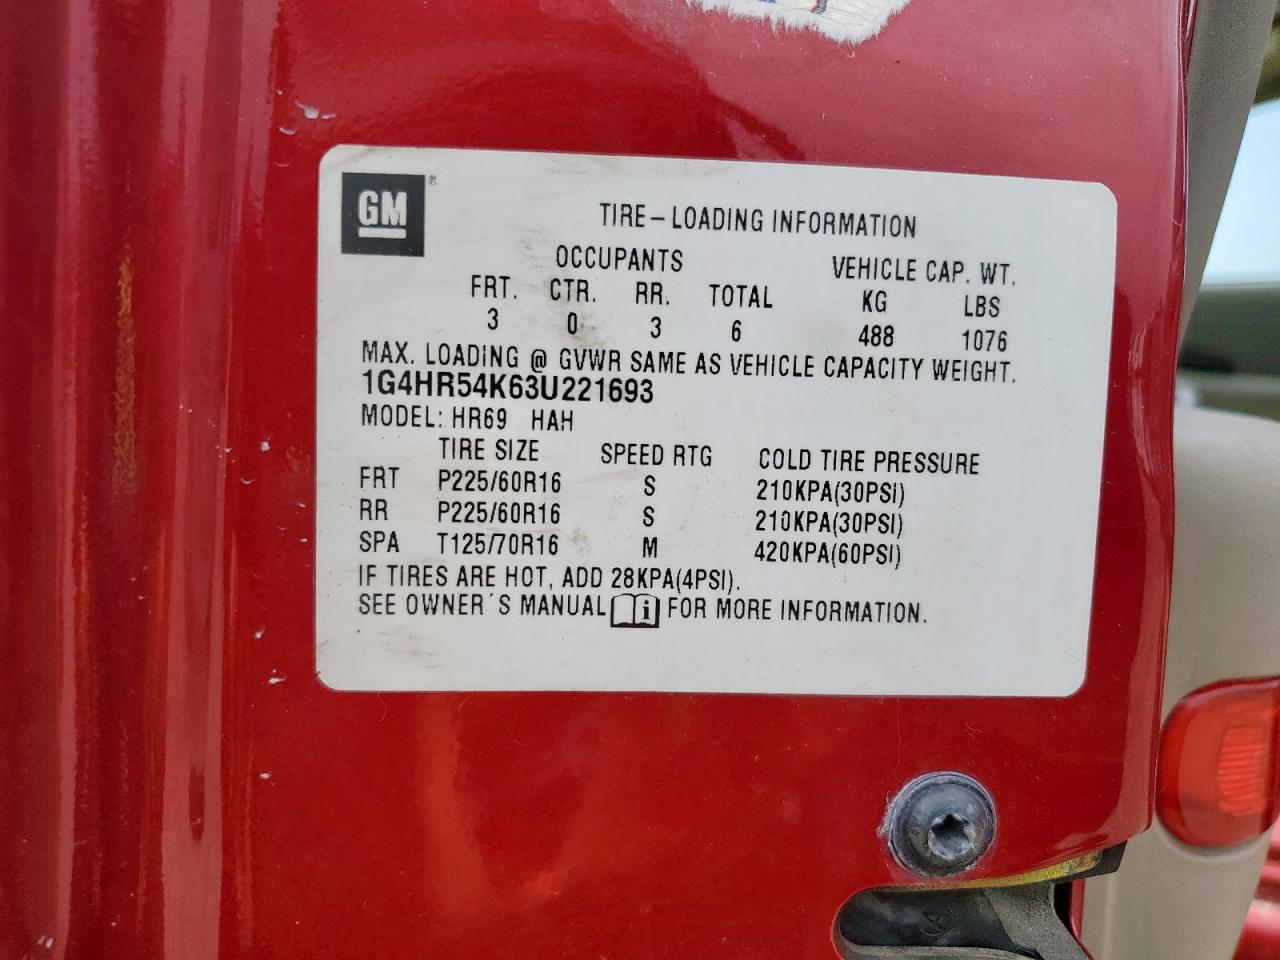 GM®
TIRE-LOADING INFORMATION
OCCUPANTS VEHICLE CAP. WT.
FRT. CTR. RR. TOTAL KG LBS
3 0 3 6 488 1076
MAX. LOADING @ GVWR SAME AS VEHICLE CAPACITY WEIGHT.
1G4HR54K63U221693
MODEL: HR69 HAH
TIRE SIZE SPEED RTG COLD TIRE PRESSURE
FRT P225/60R16 S 210KPA(30PSI)
RR P225/60R16 S 210KPA(30PSI)
SPA T125/70R16 M 420KPA(60PSI)
IF TIRES ARE HOT, ADD 28KPA(4PSI).
SEE OWNER´S MANUAL i FOR MORE INFORMATION.